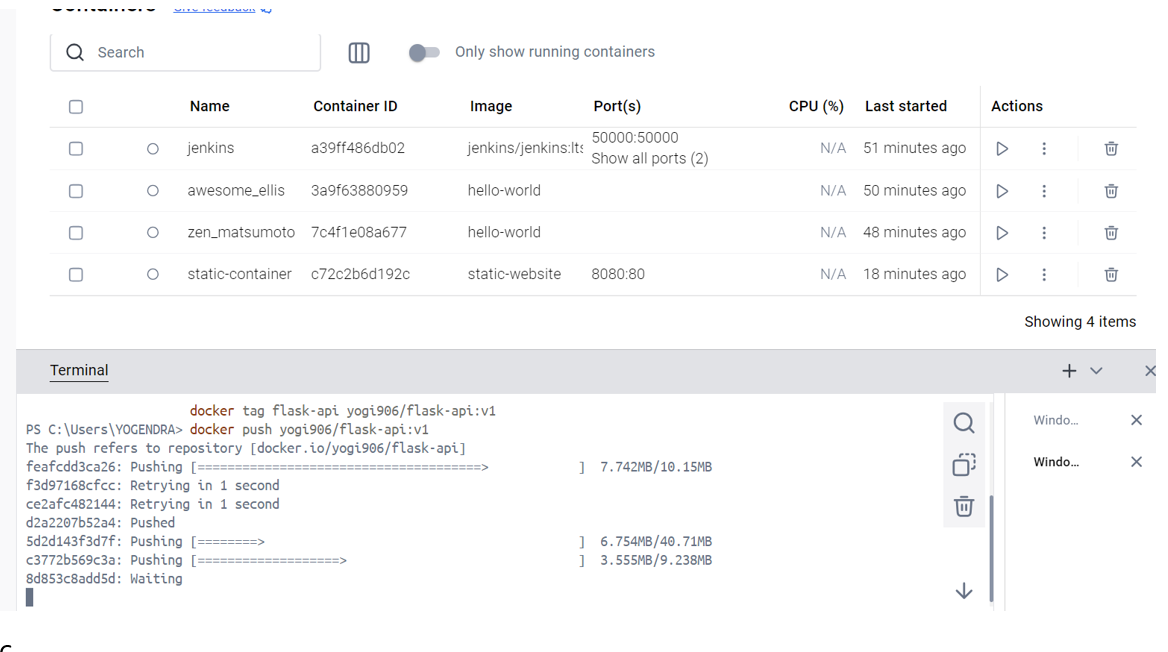 Containers Give feedback
Search
Only show running containers
Name Container ID Image Port(s) CPU (%) Last started Actions
jenkins a39ff486db02 jenkins/jenkins:lts 50000:50000 N/A 51 minutes ago
Show all ports (2)
awesome_ellis 3a9f63880959 hello-world N/A 50 minutes ago
zen_matsumoto 7c4f1e08a677 hello-world N/A 48 minutes ago
static-container c72c2b6d192c static-website 8080:80 N/A 18 minutes ago
Showing 4 items
Terminal
docker tag flask-api yogi906/flask-api:v1
PS C:\Users\YOGENDRA> docker push yogi906/flask-api:v1
The push refers to repository [docker.io/yogi906/flask-api]
feafcdd3ca26: Pushing [=====================================>             ]  7.742MB/10.15MB
f3d97168cfcc: Retrying in 1 second
ce2afc482144: Retrying in 1 second
d2a2207b52a4: Pushed
5d2d143f3d7f: Pushing [========>                                          ]  6.754MB/40.71MB
c3772b569c3a: Pushing [===================>                               ]  3.555MB/9.238MB
8d853c8add5d: Waiting
Windo...
Windo...